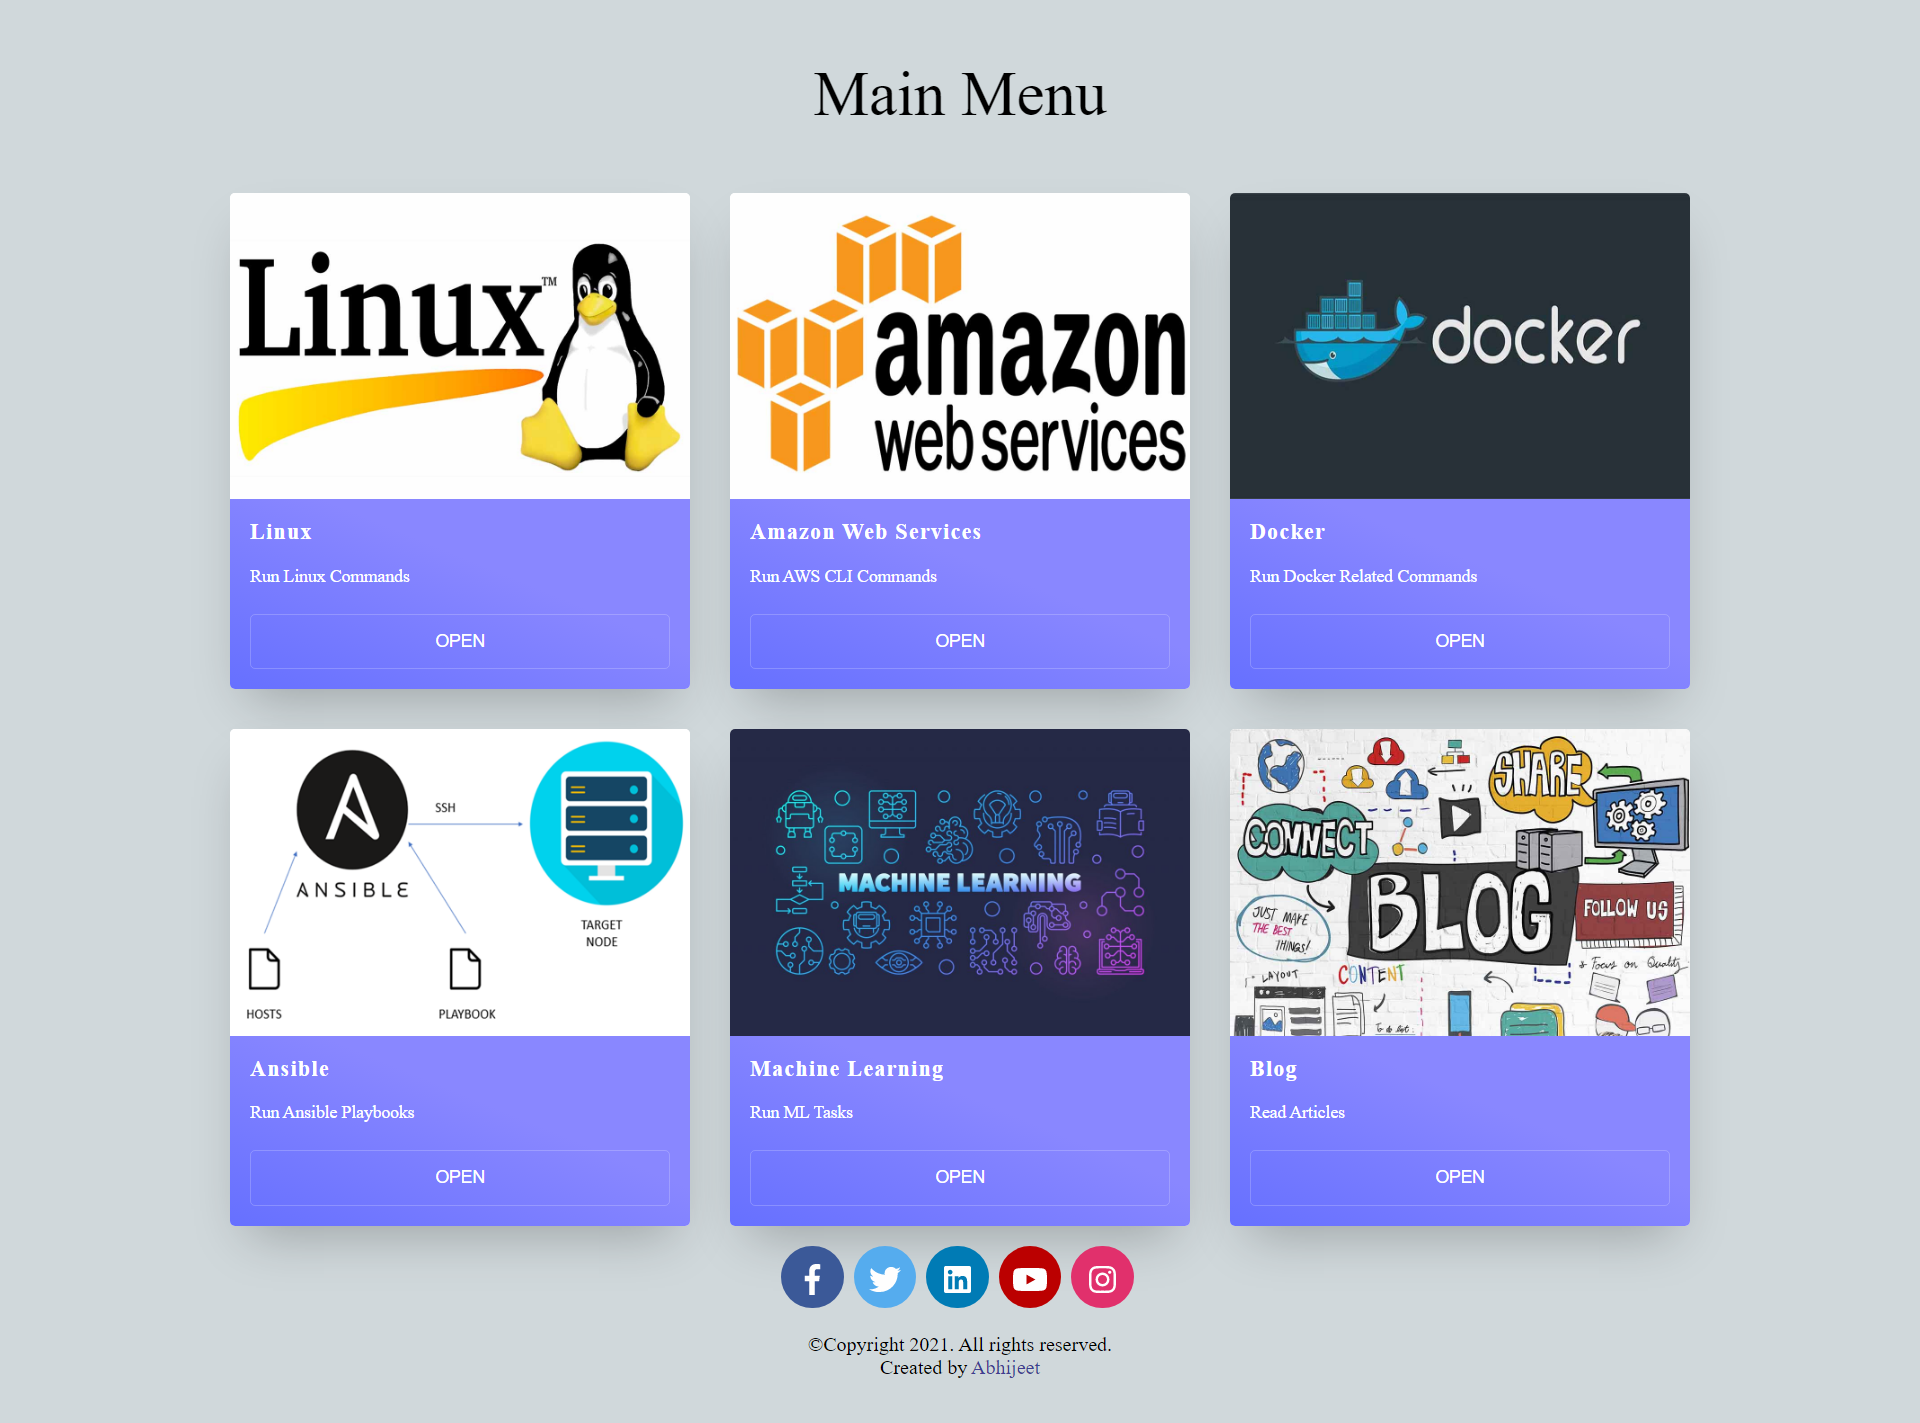 Main Menu
Linux™
amazon
web services
docker
Linux
Run Linux Commands
OPEN
Amazon Web Services
Run AWS CLI Commands
OPEN
Docker
Run Docker Related Commands
OPEN
ANSIBLE
SSH
TARGET
NODE
HOSTS
PLAYBOOK
MACHINE LEARNING
SHARE
CONNECT
BLOG
FOLLOW US
JUST MAKE
THE BEST
THINGS!
Focus on Quality
LAYOUT
CONTENT
To do list:
Ansible
Run Ansible Playbooks
OPEN
Machine Learning
Run ML Tasks
OPEN
Blog
Read Articles
OPEN
©Copyright 2021. All rights reserved.
Created by Abhijeet